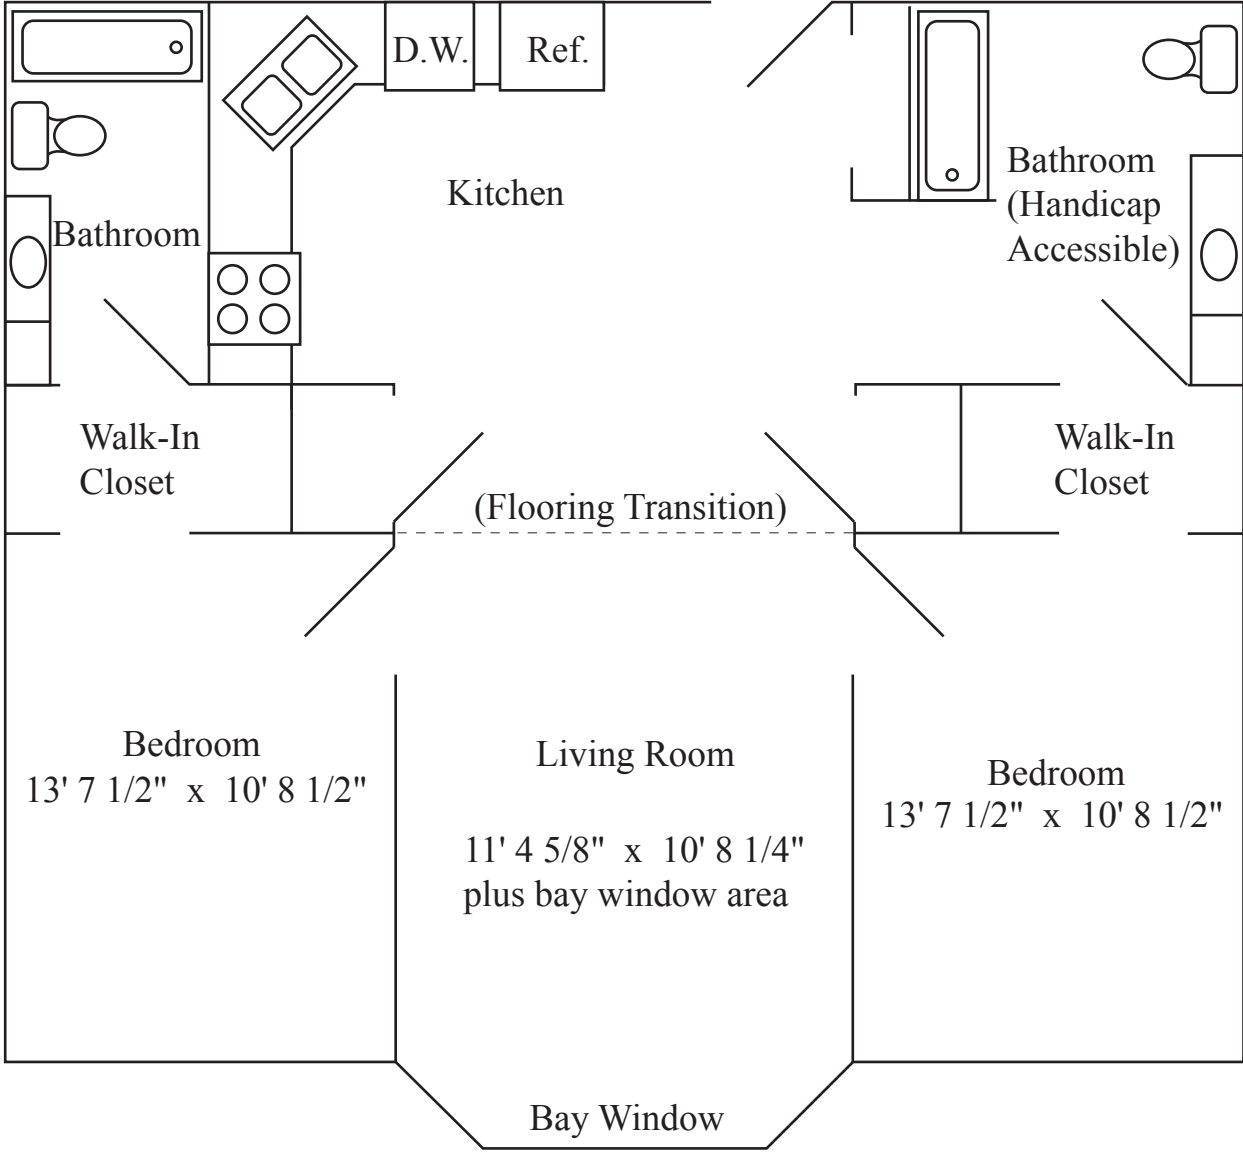 D.W.
Ref.
Kitchen
Bathroom
Bathroom
(Handicap
Accessible)
Walk-In
Closet
(Flooring Transition)
Walk-In
Closet
Bedroom
13' 7 1/2" x 10' 8 1/2"
Living Room
11' 4 5/8" x 10' 8 1/4"
plus bay window area
Bedroom
13' 7 1/2" x 10' 8 1/2"
Bay Window